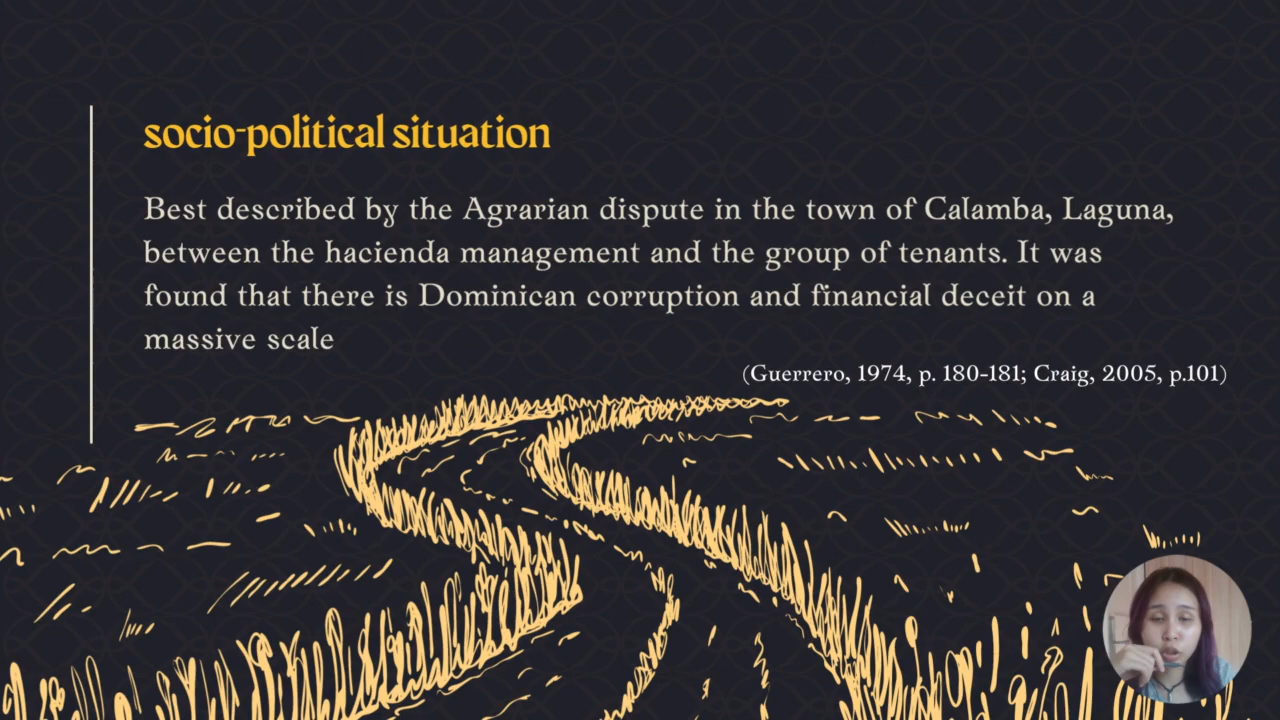 socio-political situation
Best described by the Agrarian dispute in the town of Calamba, Laguna,
between the hacienda management and the group of tenants. It was
found that there is Dominican corruption and financial deceit on a
massive scale
(Guerrero, 1974, p. 180-181; Craig, 2005, p.101)